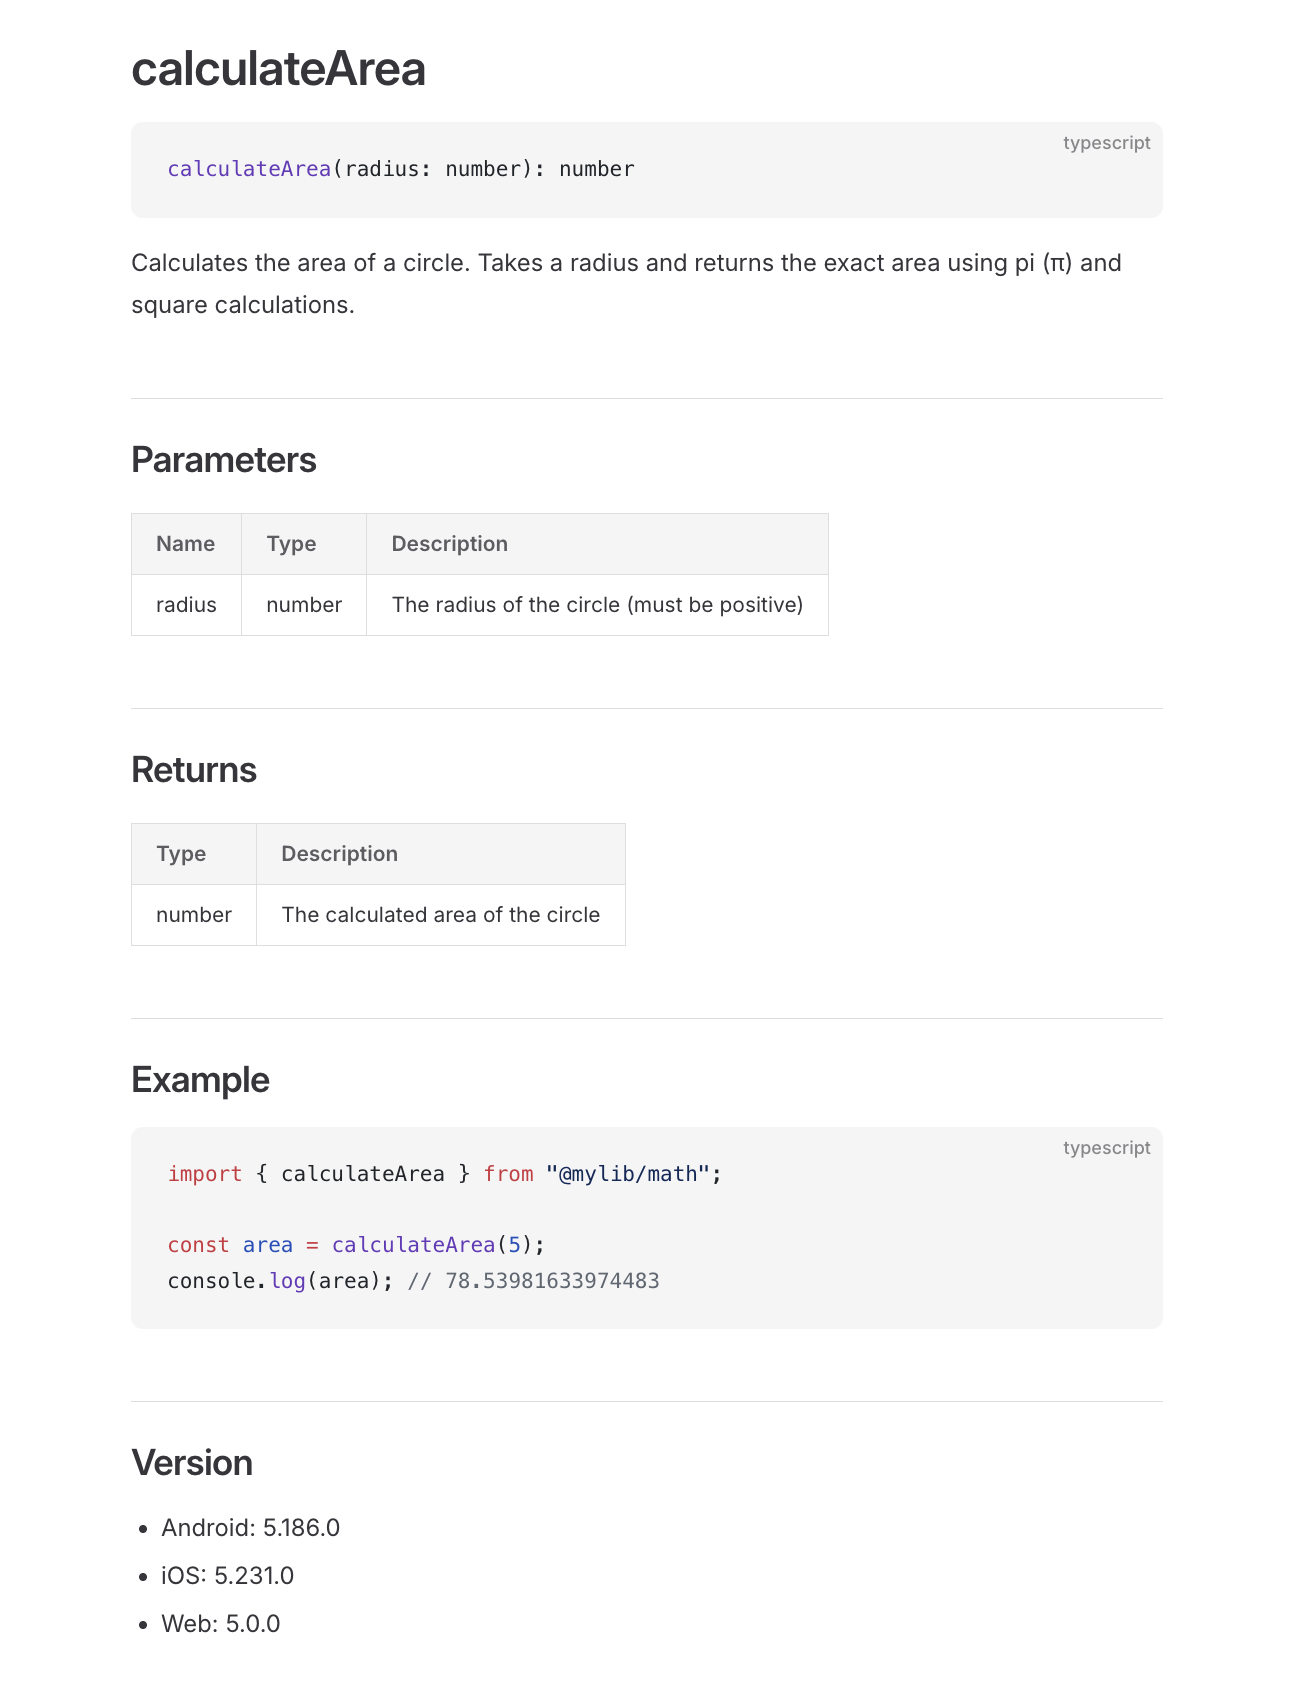 calculateArea
typescript
calculateArea(radius: number): number
Calculates the area of a circle. Takes a radius and returns the exact area using pi (π) and
square calculations.
Parameters
Name Type Description
radius number The radius of the circle (must be positive)
Returns
Type Description
number The calculated area of the circle
Example
typescript
import { calculateArea } from "@mylib/math";
const area = calculateArea(5);
console.log(area); // 78.53981633974483
Version
• Android: 5.186.0
• iOS: 5.231.0
• Web: 5.0.0